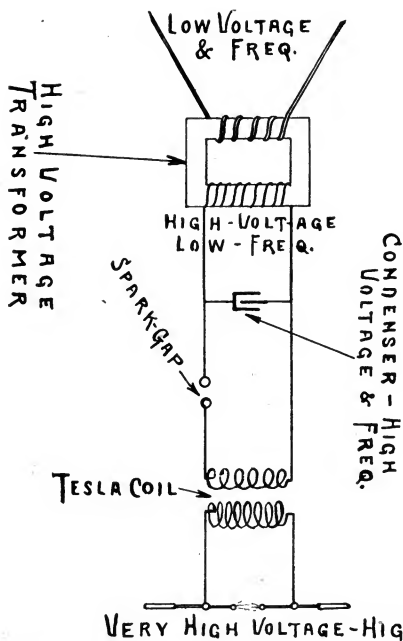 LOW VOLTAGE
& FREQ.
HIGH VOLTAGE
TRANSFORMER
HIGH-VOLTAGE
LOW-FREQ.
CONDENSER-HIGH
VOLTAGE & FREQ.
SPARK-GAP
TESLA COIL
VERY HIGH VOLTAGE-HIG